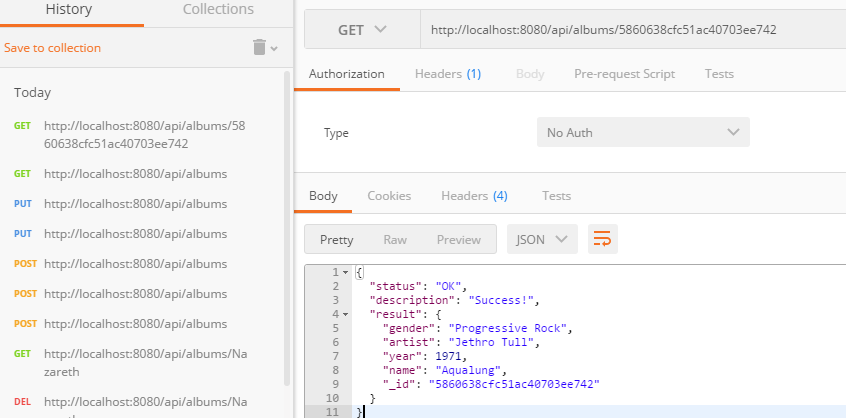 History Collections
Save to collection
Today
GET http://localhost:8080/api/albums/58
60638cfc51ac40703ee742
GET http://localhost:8080/api/albums
PUT http://localhost:8080/api/albums
PUT http://localhost:8080/api/albums
POST http://localhost:8080/api/albums
POST http://localhost:8080/api/albums
POST http://localhost:8080/api/albums
GET http://localhost:8080/api/albums/Na
zareth
DEL http://localhost:8080/api/albums/Na
GET http://localhost:8080/api/albums/5860638cfc51ac40703ee742
Authorization Headers (1) Body Pre-request Script Tests
Type No Auth
Body Cookies Headers (4) Tests
Pretty Raw Preview JSON
1 {
2 "status": "OK",
3 "description": "Success!",
4 "result": {
5 "gender": "Progressive Rock",
6 "artist": "Jethro Tull",
7 "year": 1971,
8 "name": "Aqualung",
9 "_id": "5860638cfc51ac40703ee742"
10 }
11 }